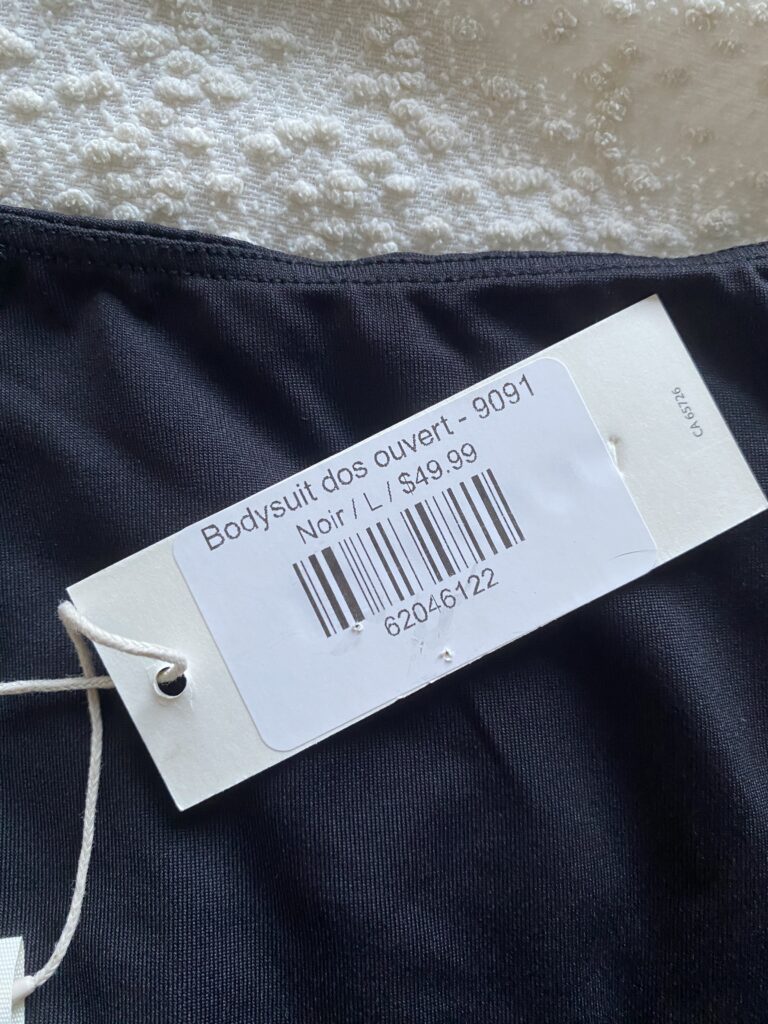 Bodysuit dos ouvert - 9091
Noir / L / $49.99
62046122
CA 65726